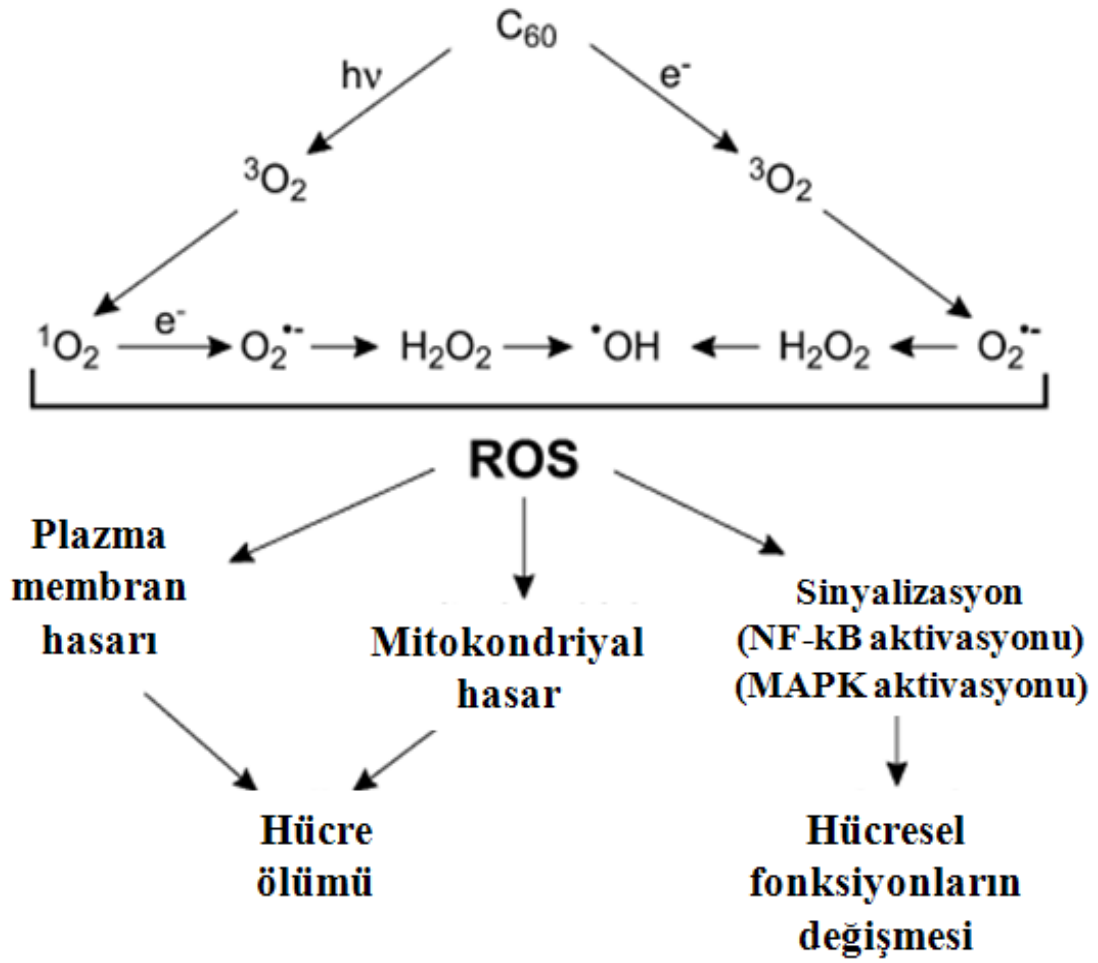 C₆₀
hν
e⁻
³O₂
³O₂
¹O₂ e⁻ O₂•⁻ H₂O₂ •OH H₂O₂ O₂•⁻
ROS
Plazma
membran
hasarı
Mitokondriyal
hasar
Sinyalizasyon
(NF-kB aktivasyonu)
(MAPK aktivasyonu)
Hücre
ölümü
Hücresel
fonksiyonların
değişmesi